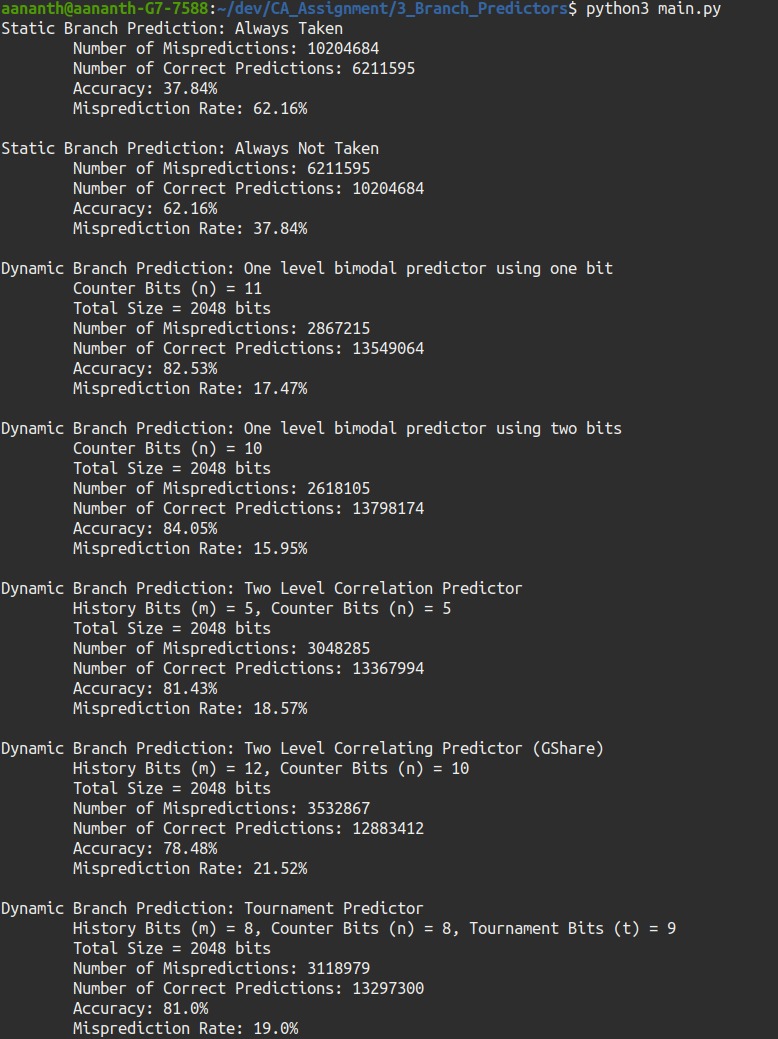 aananth@aananth-G7-7588:~/dev/CA_Assignment/3_Branch_Predictors$ python3 main.py
Static Branch Prediction: Always Taken
Number of Mispredictions: 10204684
Number of Correct Predictions: 6211595
Accuracy: 37.84%
Misprediction Rate: 62.16%
Static Branch Prediction: Always Not Taken
Number of Mispredictions: 6211595
Number of Correct Predictions: 10204684
Accuracy: 62.16%
Misprediction Rate: 37.84%
Dynamic Branch Prediction: One level bimodal predictor using one bit
Counter Bits (n) = 11
Total Size = 2048 bits
Number of Mispredictions: 2867215
Number of Correct Predictions: 13549064
Accuracy: 82.53%
Misprediction Rate: 17.47%
Dynamic Branch Prediction: One level bimodal predictor using two bits
Counter Bits (n) = 10
Total Size = 2048 bits
Number of Mispredictions: 2618105
Number of Correct Predictions: 13798174
Accuracy: 84.05%
Misprediction Rate: 15.95%
Dynamic Branch Prediction: Two Level Correlation Predictor
History Bits (m) = 5, Counter Bits (n) = 5
Total Size = 2048 bits
Number of Mispredictions: 3048285
Number of Correct Predictions: 13367994
Accuracy: 81.43%
Misprediction Rate: 18.57%
Dynamic Branch Prediction: Two Level Correlating Predictor (GShare)
History Bits (m) = 12, Counter Bits (n) = 10
Total Size = 2048 bits
Number of Mispredictions: 3532867
Number of Correct Predictions: 12883412
Accuracy: 78.48%
Misprediction Rate: 21.52%
Dynamic Branch Prediction: Tournament Predictor
History Bits (m) = 8, Counter Bits (n) = 8, Tournament Bits (t) = 9
Total Size = 2048 bits
Number of Mispredictions: 3118979
Number of Correct Predictions: 13297300
Accuracy: 81.0%
Misprediction Rate: 19.0%